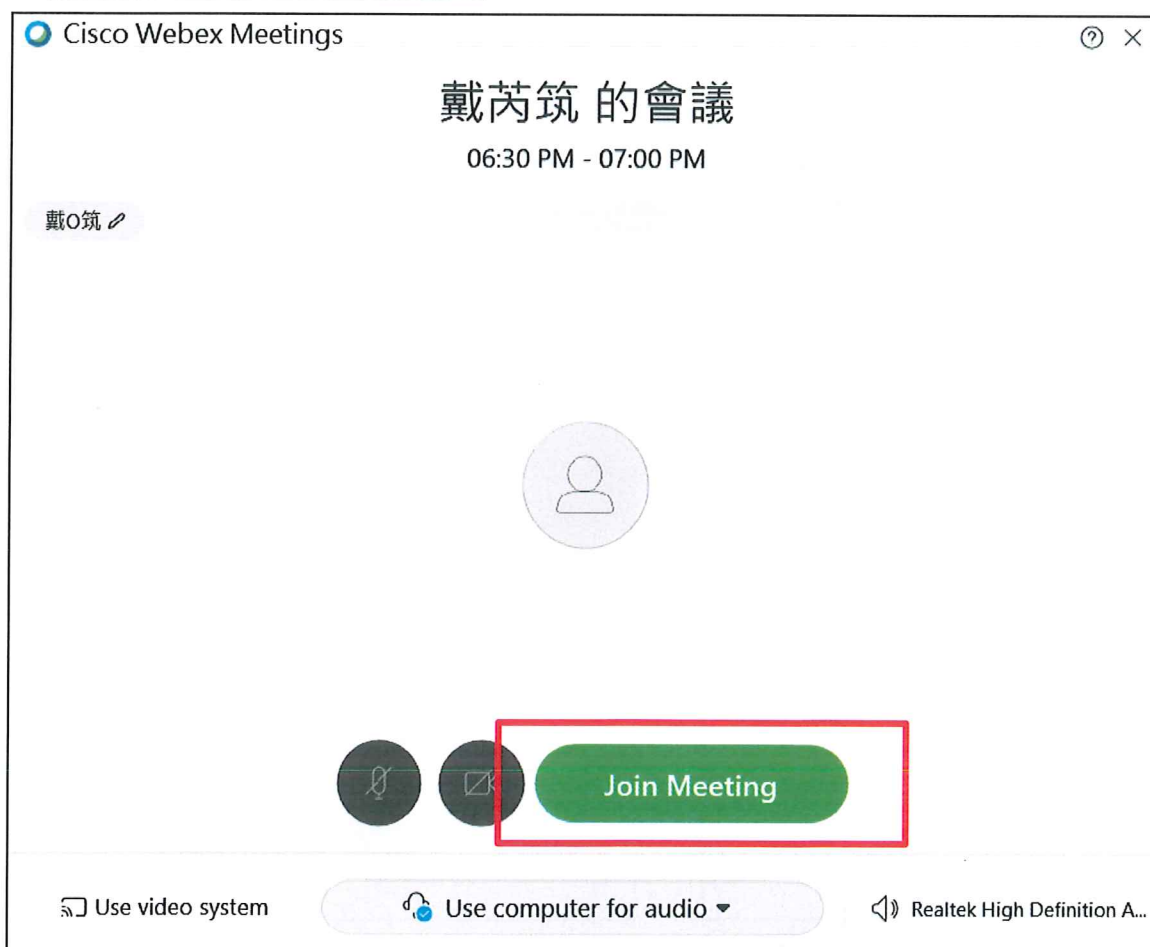 Cisco Webex Meetings
戴芮筑 的會議
06:30 PM - 07:00 PM
戴O筑
Join Meeting
Use video system
Use computer for audio
Realtek High Definition A...